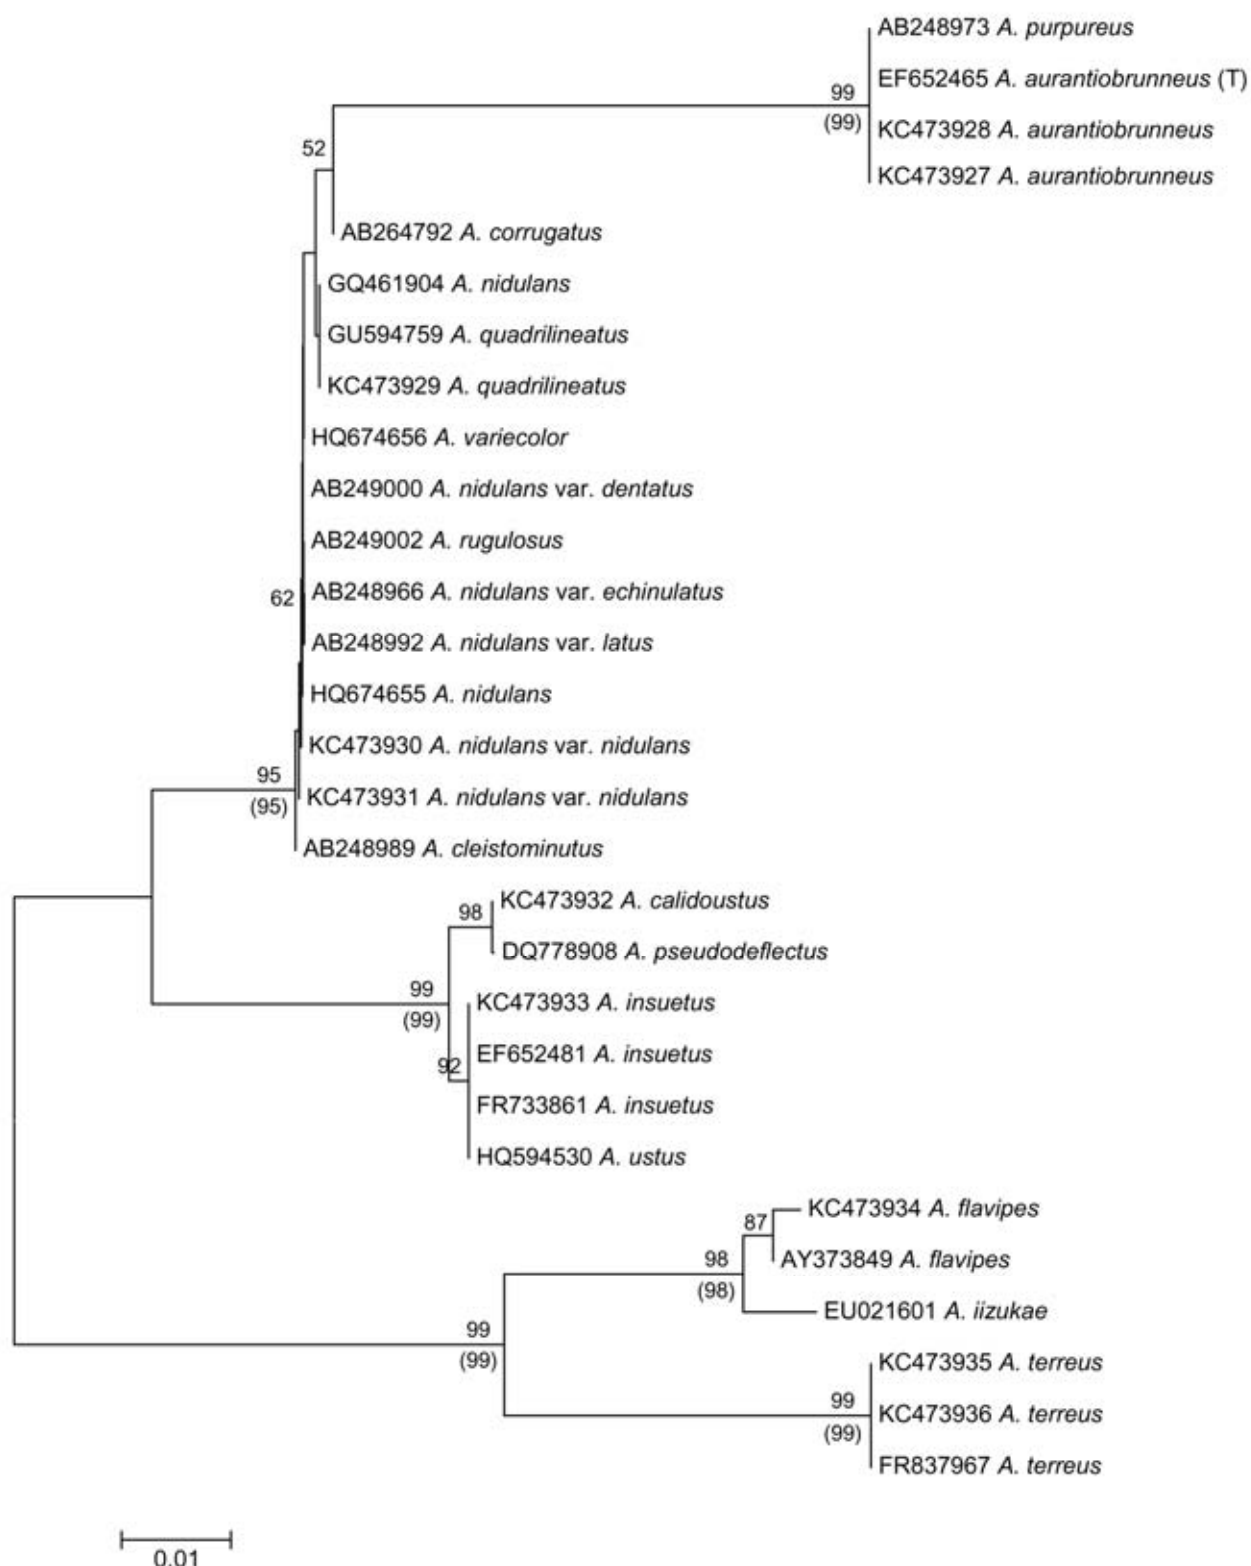 AB248973 A. purpureus
EF652465 A. aurantiobrunneus (T)
99
(99)
KC473928 A. aurantiobrunneus
KC473927 A. aurantiobrunneus
52
AB264792 A. corrugatus
GQ461904 A. nidulans
GU594759 A. quadrilineatus
KC473929 A. quadrilineatus
HQ674656 A. variecolor
AB249000 A. nidulans var. dentatus
AB249002 A. rugulosus
62
AB248966 A. nidulans var. echinulatus
AB248992 A. nidulans var. latus
HQ674655 A. nidulans
KC473930 A. nidulans var. nidulans
95
(95)
KC473931 A. nidulans var. nidulans
AB248989 A. cleistominutus
KC473932 A. calidoustus
98
DQ778908 A. pseudodeflectus
99
(99)
KC473933 A. insuetus
EF652481 A. insuetus
92
FR733861 A. insuetus
HQ594530 A. ustus
KC473934 A. flavipes
87
AY373849 A. flavipes
98
(98)
EU021601 A. iizukae
99
(99)
KC473935 A. terreus
99
(99)
KC473936 A. terreus
FR837967 A. terreus
0.01